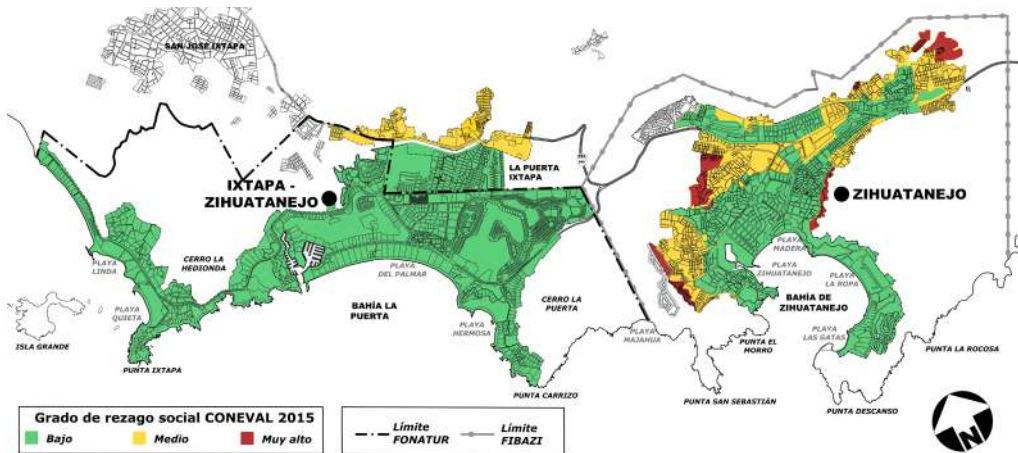 SAN JOSÉ IXTAPA
LA PUERTA
IXTAPA
IXTAPA -
ZIHUATANEJO
ZIHUATANEJO
CERRO LA
HEDIONDA
PLAYA
LINDA
PLAYA
DEL PALMAR
PLAYA
MADERA
PLAYA
ZIHUATANEJO
PLAYA
LA ROPA
PLAYA
QUIETA
BAHÍA LA
PUERTA
CERRO LA
PUERTA
BAHÍA DE
ZIHUATANEJO
ISLA GRANDE
PLAYA
HERMOSA
PLAYA
MAJAHUA
PUNTA EL
MORRO
PLAYA
LAS GATAS
PUNTA LA ROCOSA
PUNTA IXTAPA
PUNTA CARRIZO
PUNTA SAN SEBASTIÁN
PUNTA DESCANSO
Grado de rezago social CONEVAL 2015
Bajo
Medio
Muy alto
Límite
FONATUR
Límite
FIBAZI
N